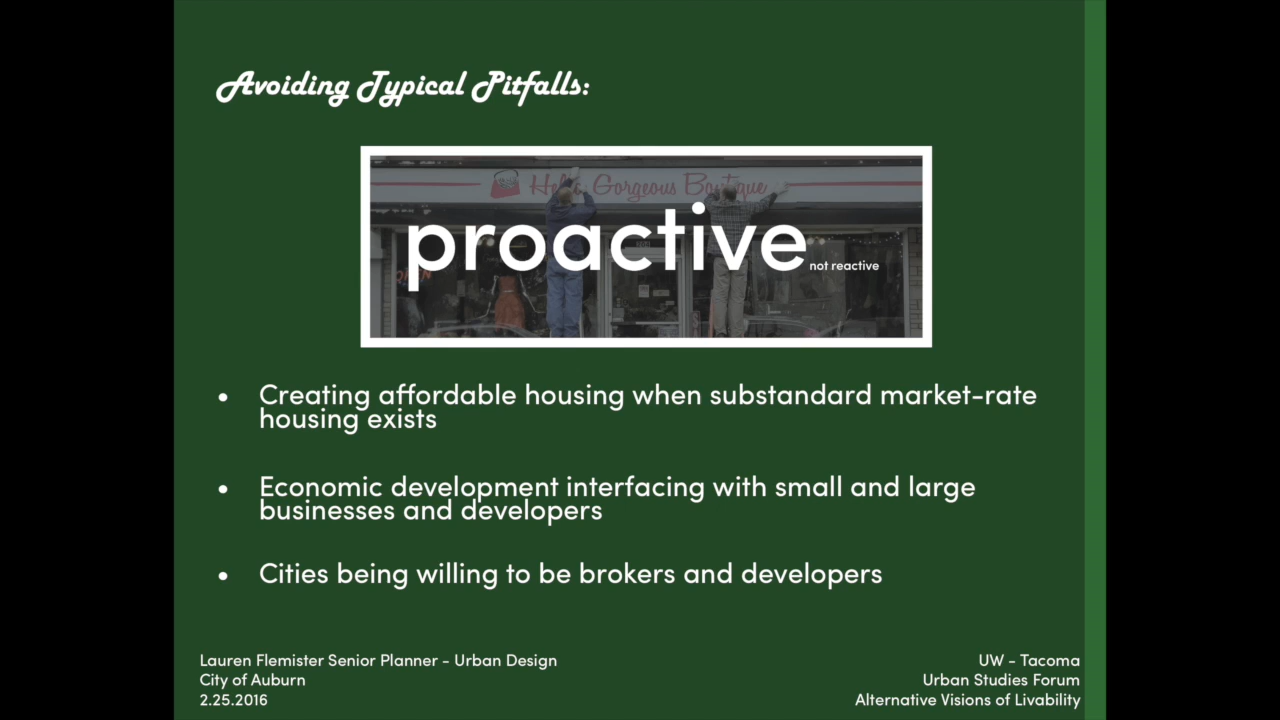 Avoiding Typical Pitfalls:
Hello Gorgeous Boutique
proactive not reactive
OPEN
• Creating affordable housing when substandard market-rate
housing exists
• Economic development interfacing with small and large
businesses and developers
• Cities being willing to be brokers and developers
Lauren Flemister Senior Planner - Urban Design
City of Auburn
2.25.2016
UW - Tacoma
Urban Studies Forum
Alternative Visions of Livability